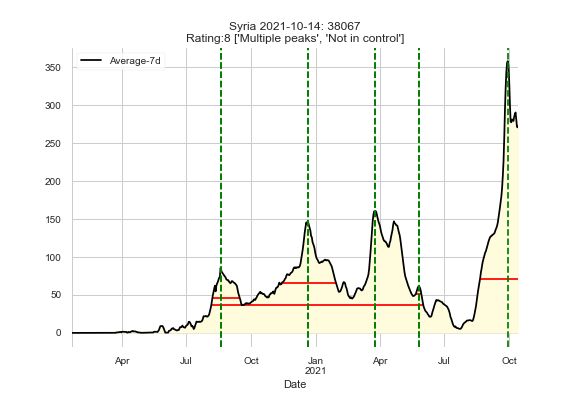 Syria 2021-10-14: 38067
Rating:8 ['Multiple peaks', 'Not in control']
Average-7d
350
300
250
200
150
100
50
0
Apr
Jul
Oct
Jan
2021
Apr
Jul
Oct
Date